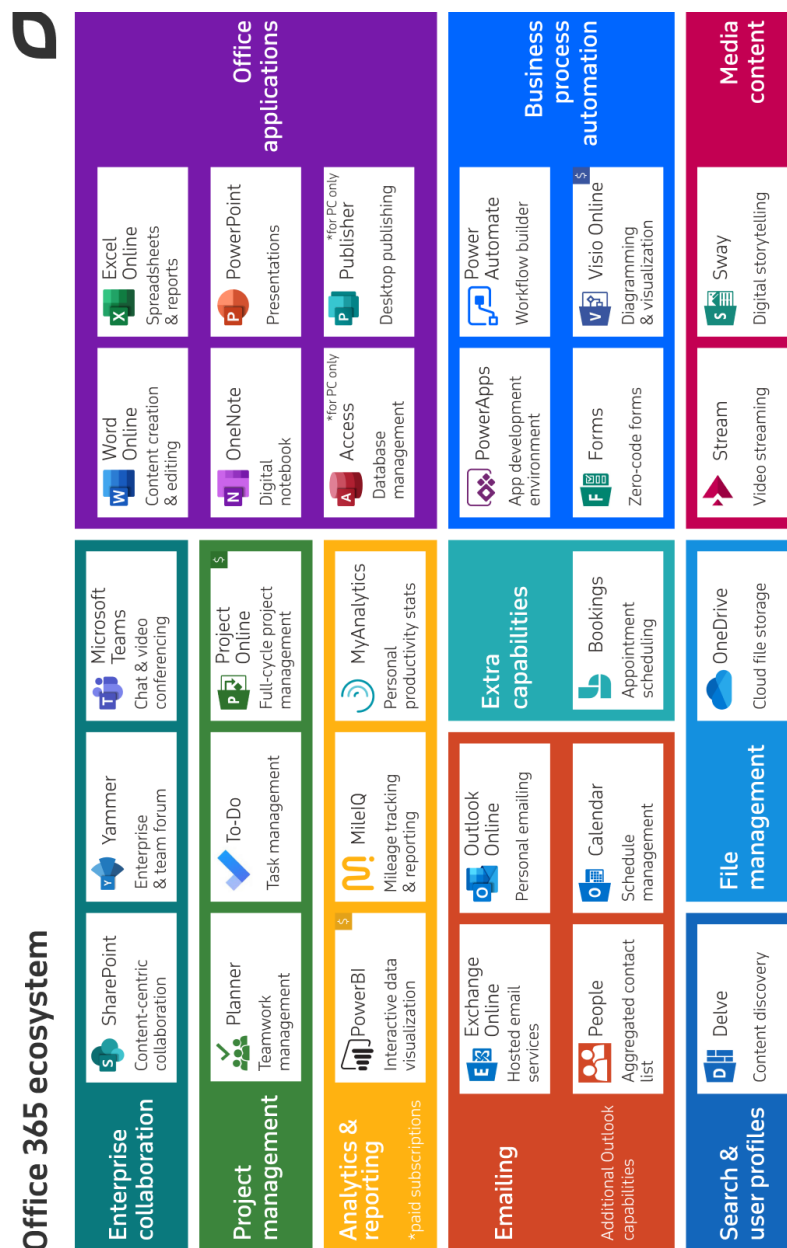 Office 365 ecosystem
Enterprise
collaboration
SharePoint
Content-centric
collaboration
Yammer
Enterprise
& team forum
Microsoft
Teams
Chat & video
conferencing
Project
management
Planner
Teamwork
management
To-Do
Task management
$
Project
Online
Full-cycle project
management
Analytics &
reporting
*paid subscriptions
$
PowerBI
Interactive data
visualization
MileIQ
Mileage tracking
& reporting
MyAnalytics
Personal
productivity stats
Office
applications
Word
Online
Content creation
& editing
Excel
Online
Spreadsheets
& reports
OneNote
Digital
notebook
PowerPoint
Presentations
*for PC only
Access
Database
management
*for PC only
Publisher
Desktop publishing
Emailing
Exchange
Online
Hosted email
services
Outlook
Online
Personal emailing
Additional Outlook
capabilities
People
Aggregated contact
list
Calendar
Schedule
management
Extra
capabilities
Bookings
Appointment
scheduling
Business
process
automation
PowerApps
App development
environment
Power
Automate
Workflow builder
Forms
Zero-code forms
$
Visio Online
Diagramming
& visualization
Search &
user profiles
Delve
Content discovery
File
management
OneDrive
Cloud file storage
Media
content
Stream
Video streaming
Sway
Digital storytelling